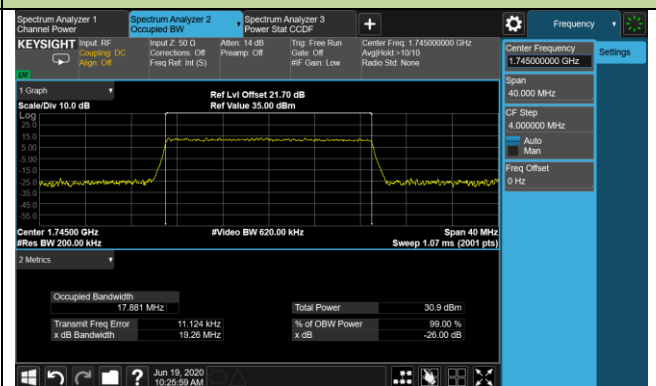 Spectrum Analyzer 1
Channel Power
Spectrum Analyzer 2
Occupied BW
Spectrum Analyzer 3
Power Stat CCDF
+
Frequency
KEYSIGHT
Input: RF
Coupling: DC
Align: Off
Input Z: 50 Ω
Corrections: Off
Freq Ref: Int (S)
Atten: 14 dB
Preamp: Off
Trig: Free Run
Gate: Off
#IF Gain: Low
Center Freq: 1.745000000 GHz
Avg|Hold:>10/10
Radio Std: None
Center Frequency
1.745000000 GHz
Settings
Span
40.000 MHz
CF Step
4.000000 MHz
Auto
Man
Freq Offset
0 Hz
1 Graph
Scale/Div 10.0 dB
Ref Lvl Offset 21.70 dB
Ref Value 35.00 dBm
Log
25.0
15.0
5.00
-5.00
-15.0
-25.0
-35.0
-45.0
-55.0
Center 1.74500 GHz
#Res BW 200.00 kHz
#Video BW 620.00 kHz
Span 40 MHz
Sweep 1.07 ms (2001 pts)
2 Metrics
Occupied Bandwidth
17.881 MHz
Total Power 30.9 dBm
Transmit Freq Error 11.124 kHz
% of OBW Power 99.00 %
x dB Bandwidth 19.26 MHz
x dB -26.00 dB
?
Jun 19, 2020
10:25:59 AM